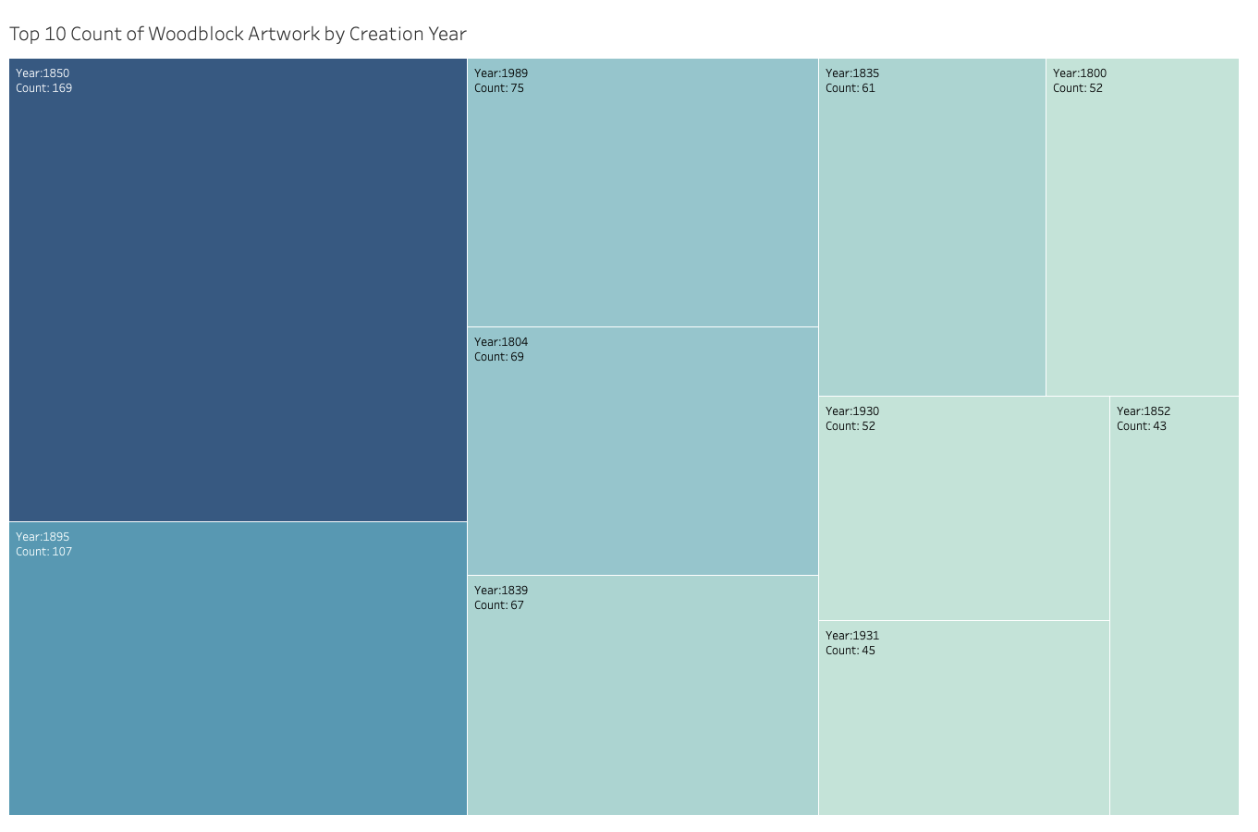 Top 10 Count of Woodblock Artwork by Creation Year
Year:1850
Count: 169
Year:1895
Count: 107
Year:1989
Count: 75
Year:1804
Count: 69
Year:1839
Count: 67
Year:1835
Count: 61
Year:1800
Count: 52
Year:1930
Count: 52
Year:1931
Count: 45
Year:1852
Count: 43